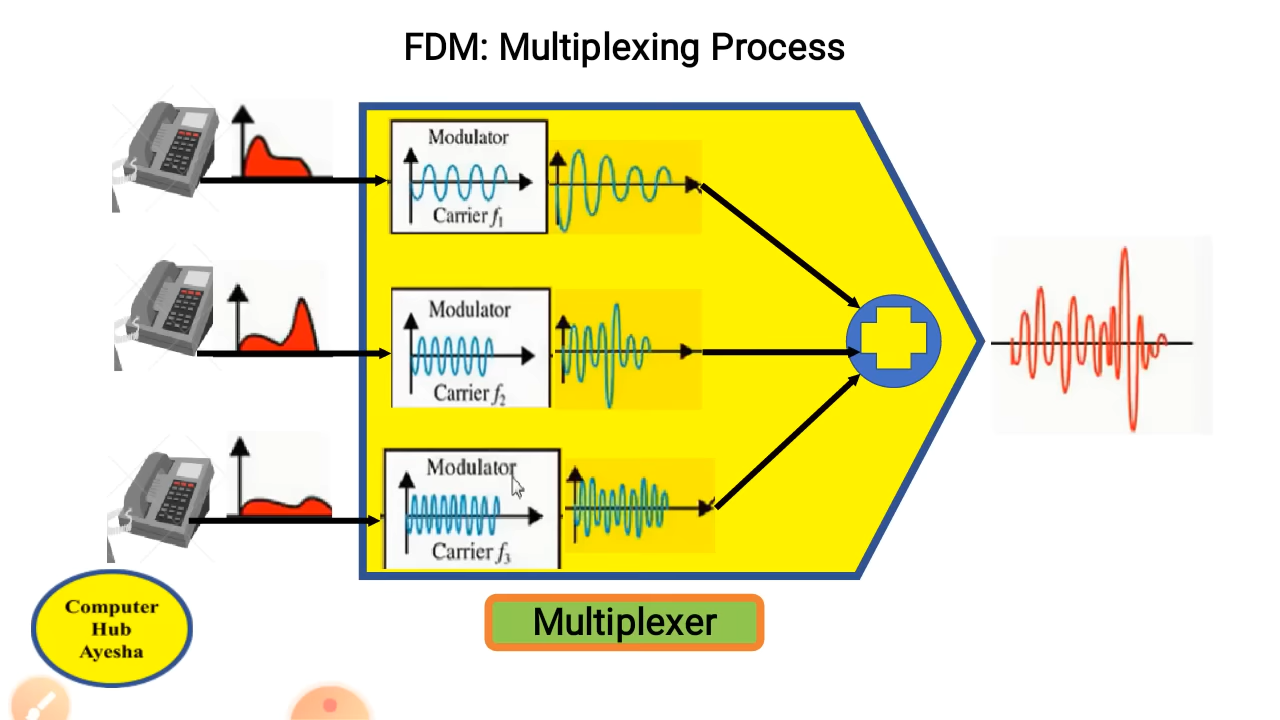 FDM: Multiplexing Process
Modulator
Carrier f1
Modulator
Carrier f2
Modulator
Carrier f3
Multiplexer
Computer
Hub
Ayesha